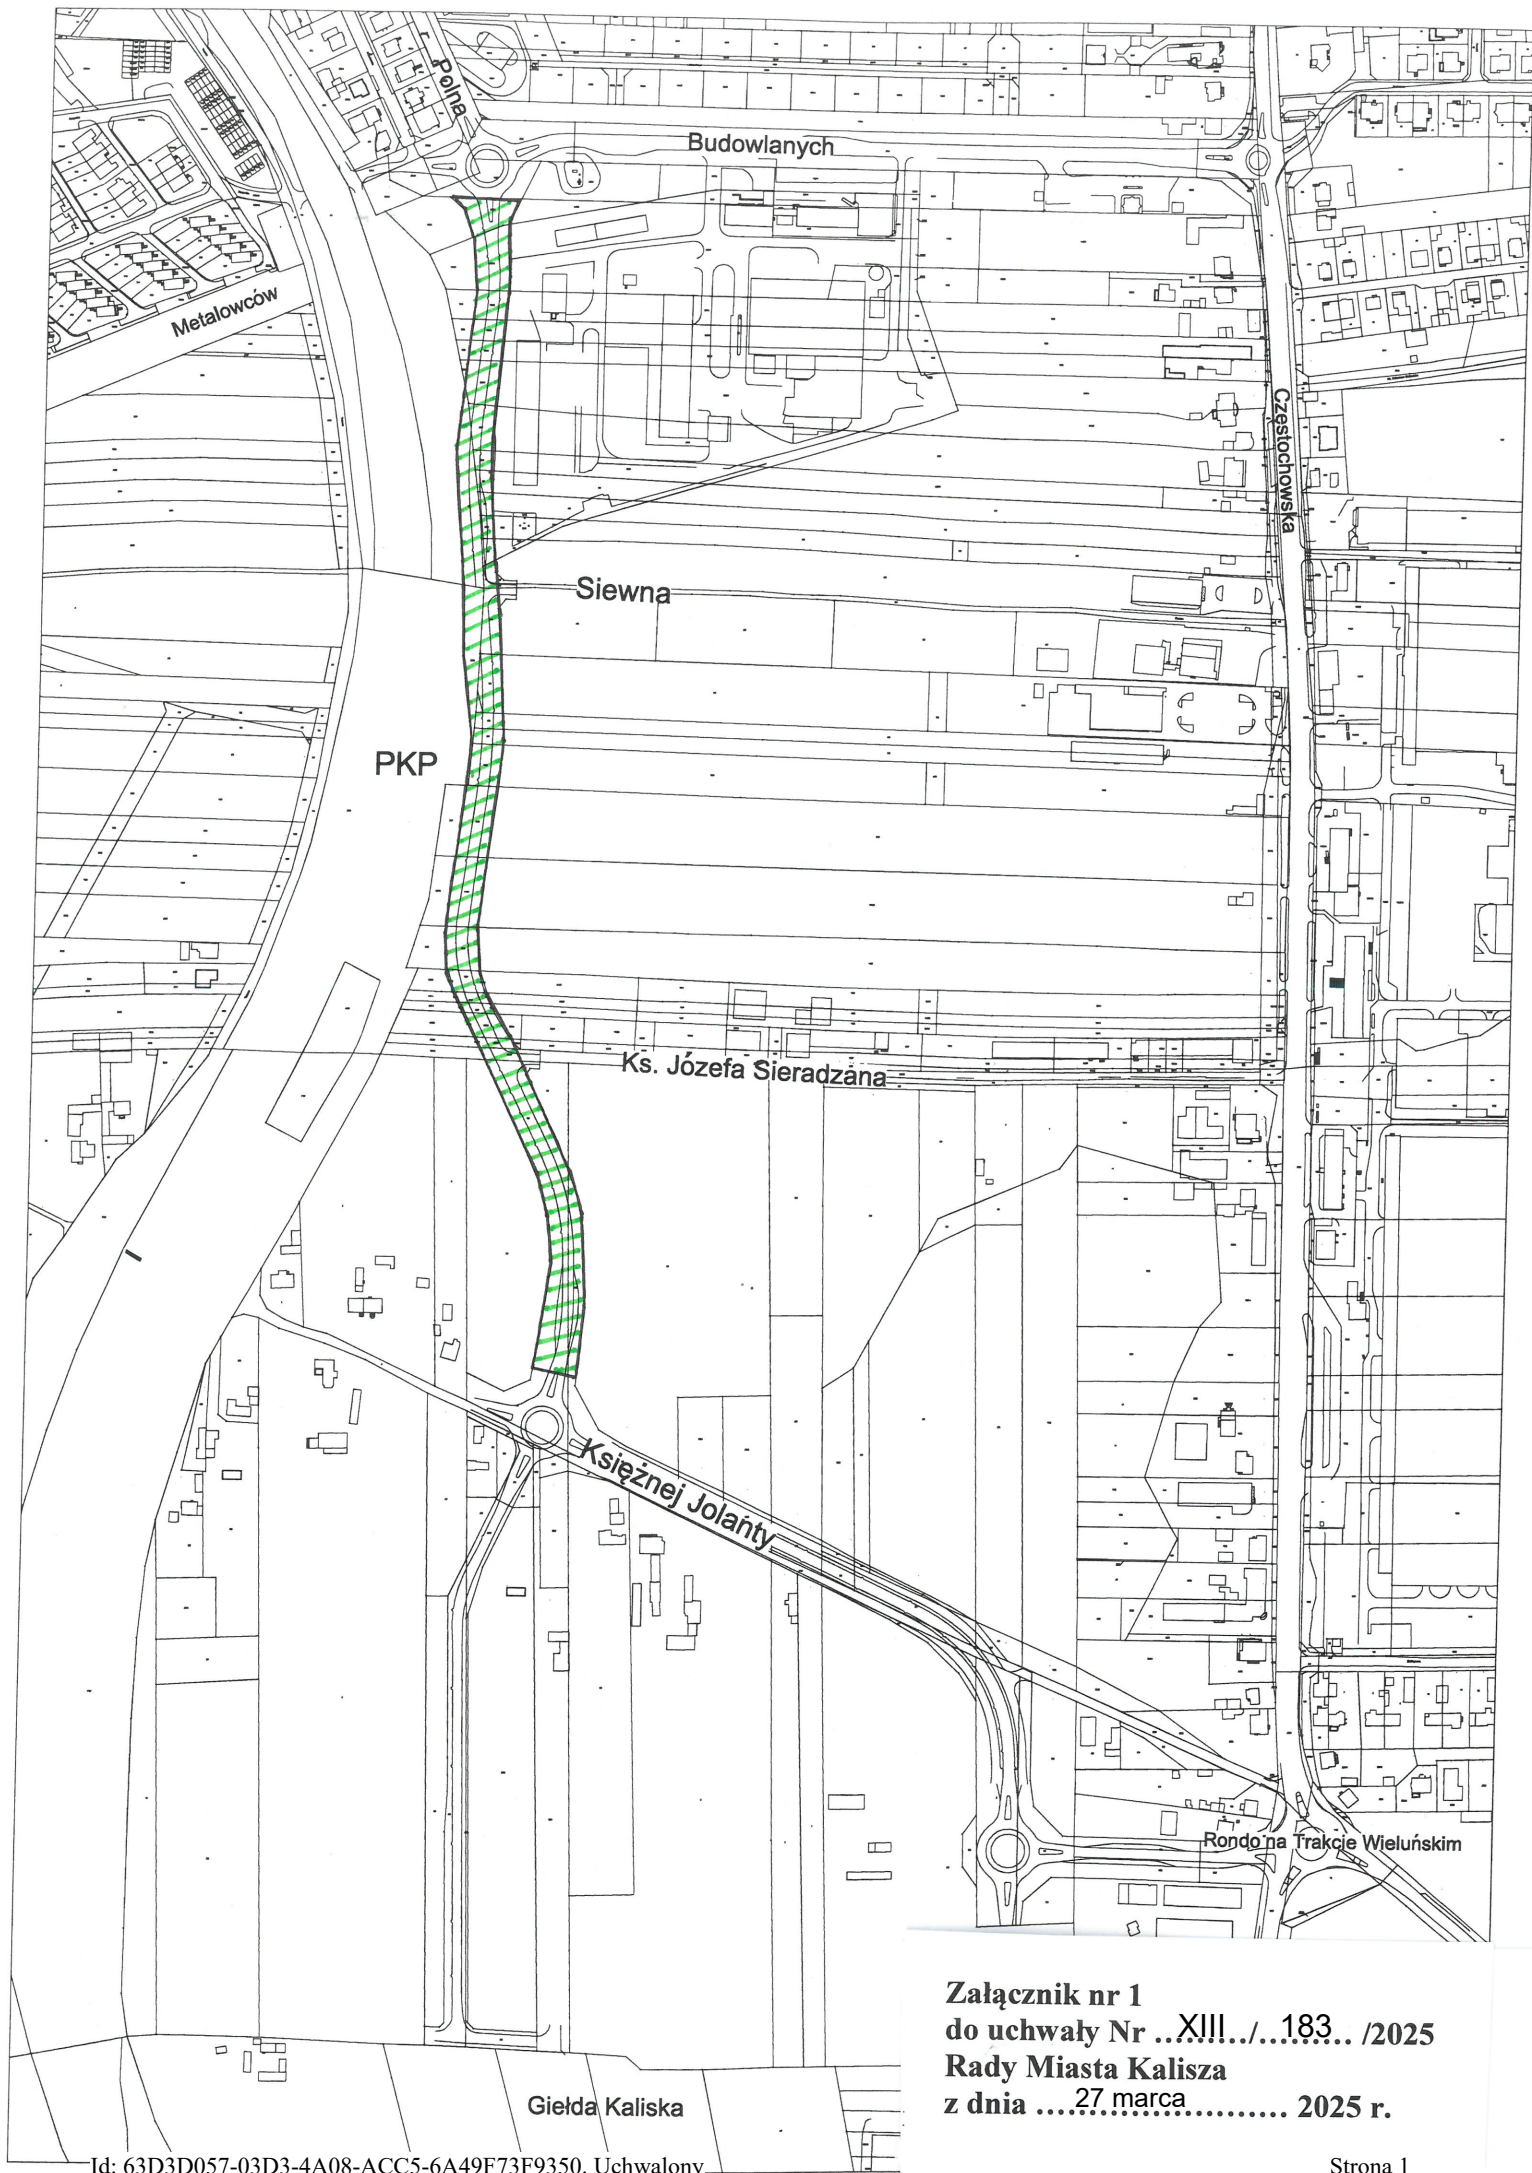 Polna
Budowlanych
Metalowców
Częstochowska
Siewna
PKP
Ks. Józefa Sieradzana
Księżnej Jolanty
Rondo na Trakcie Wieluńskim
Załącznik nr 1
do uchwały Nr ..XIII../...183.. /2025
Rady Miasta Kalisza
z dnia ....27 marca........... 2025 r.
Giełda Kaliska
Id: 63D3D057-03D3-4A08-ACC5-6A49F73F9350. Uchwalony
Strona 1